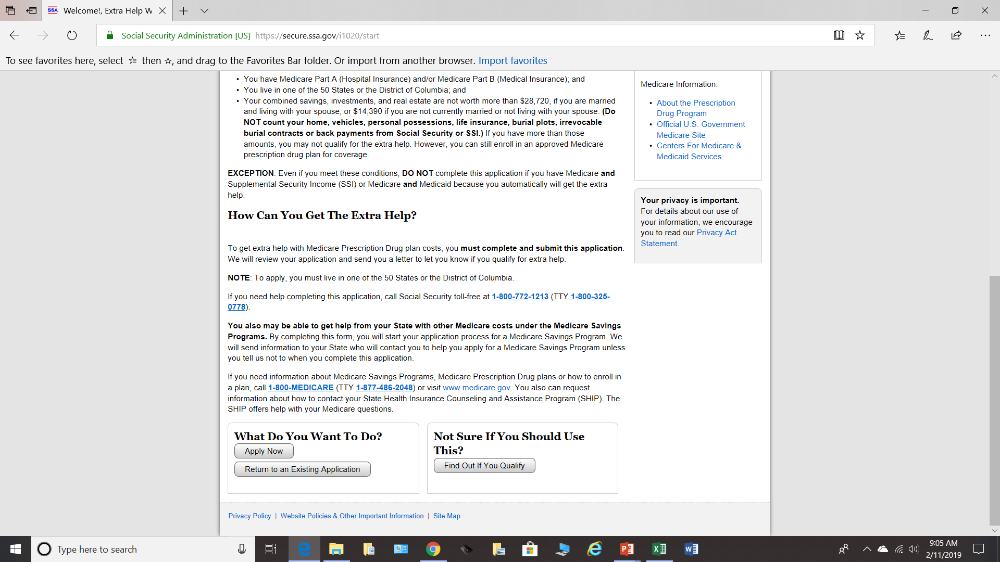 SSA Welcome!, Extra Help W
Social Security Administration [US] https://secure.ssa.gov/i1020/start
To see favorites here, select then , and drag to the Favorites Bar folder. Or import from another browser. Import favorites
• You have Medicare Part A (Hospital Insurance) and/or Medicare Part B (Medical Insurance); and
• You live in one of the 50 States or the District of Columbia; and
• Your combined savings, investments, and real estate are not worth more than $28,720, if you are married
and living with your spouse, or $14,390 if you are not currently married or not living with your spouse. (Do
NOT count your home, vehicles, personal possessions, life insurance, burial plots, irrevocable
burial contracts or back payments from Social Security or SSI.) If you have more than those
amounts, you may not qualify for the extra help. However, you can still enroll in an approved Medicare
prescription drug plan for coverage.
EXCEPTION: Even if you meet these conditions, DO NOT complete this application if you have Medicare and
Supplemental Security Income (SSI) or Medicare and Medicaid because you automatically will get the extra
help.
How Can You Get The Extra Help?
To get extra help with Medicare Prescription Drug plan costs, you must complete and submit this application.
We will review your application and send you a letter to let you know if you qualify for extra help.
NOTE: To apply, you must live in one of the 50 States or the District of Columbia.
If you need help completing this application, call Social Security toll-free at 1-800-772-1213 (TTY 1-800-325-
0778).
You also may be able to get help from your State with other Medicare costs under the Medicare Savings
Programs. By completing this form, you will start your application process for a Medicare Savings Program. We
will send information to your State who will contact you to help you apply for a Medicare Savings Program unless
you tell us not to when you complete this application.
If you need information about Medicare Savings Programs, Medicare Prescription Drug plans or how to enroll in
a plan, call 1-800-MEDICARE (TTY 1-877-486-2048) or visit www.medicare.gov. You also can request
information about how to contact your State Health Insurance Counseling and Assistance Program (SHIP). The
SHIP offers help with your Medicare questions.
What Do You Want To Do?
Apply Now
Return to an Existing Application
Not Sure If You Should Use
This?
Find Out If You Qualify
Medicare Information:
• About the Prescription
Drug Program
• Official U.S. Government
Medicare Site
• Centers For Medicare &
Medicaid Services
Your privacy is important.
For details about our use of
your information, we encourage
you to read our Privacy Act
Statement.
Privacy Policy | Website Policies & Other Important Information | Site Map
Type here to search
9:05 AM
2/11/2019